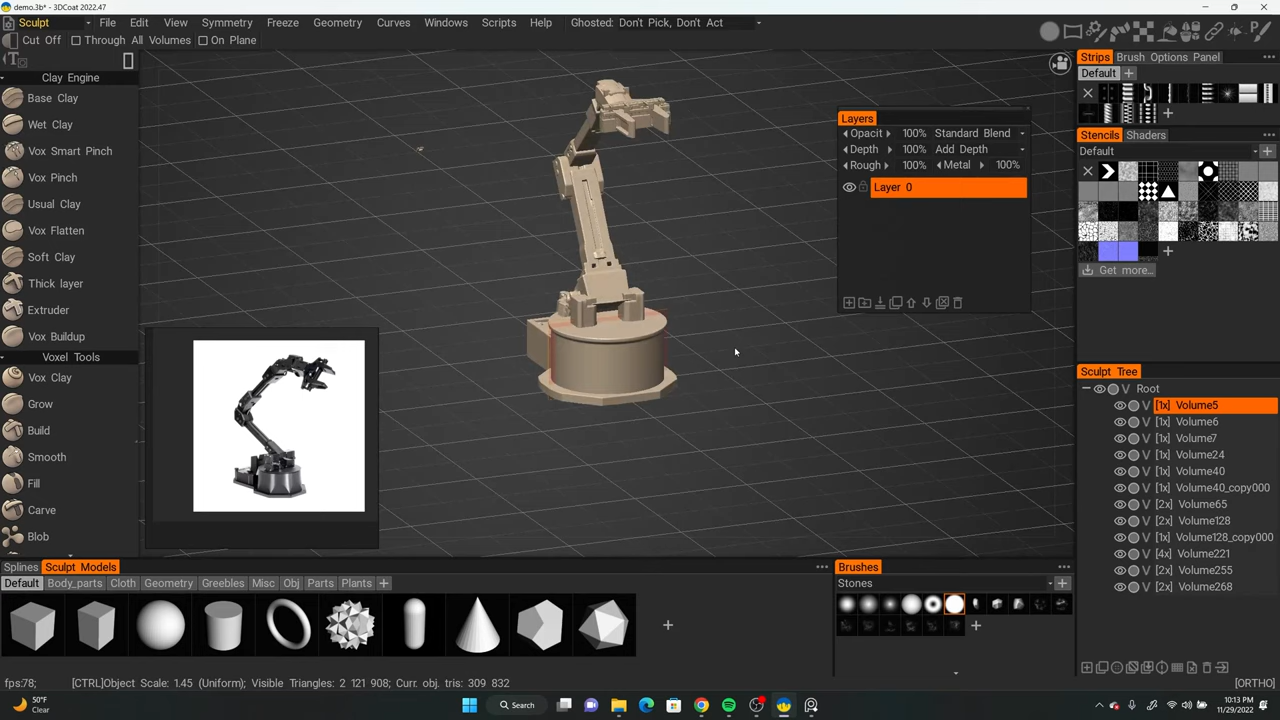 demo.3b* - 3DCoat 2022.47
Sculpt File Edit View Symmetry Freeze Geometry Curves Windows Scripts Help Ghosted: Don't Pick, Don't Act
Cut Off Through All Volumes On Plane
Clay Engine
Base Clay
Wet Clay
Vox Smart Pinch
Vox Pinch
Usual Clay
Vox Flatten
Soft Clay
Thick layer
Extruder
Vox Buildup
Voxel Tools
Vox Clay
Grow
Build
Smooth
Fill
Carve
Blob
Layers
Opacit 100% Standard Blend
Depth 100% Add Depth
Rough 100% Metal 100%
Layer 0
Strips Brush Options Panel
Default
Stencils Shaders
Default
Get more...
Sculpt Tree
V Root
V [1x] Volume5
V [1x] Volume6
V [1x] Volume7
V [1x] Volume24
V [1x] Volume40
V [1x] Volume40_copy000
V [2x] Volume65
V [2x] Volume128
V [1x] Volume128_copy000
V [4x] Volume221
V [2x] Volume255
V [2x] Volume268
Splines Sculpt Models
Default Body_parts Cloth Geometry Greebles Misc Obj Parts Plants
Brushes
Stones
fps:78; [CTRL]Object Scale: 1.45 (Uniform); Visible Triangles: 2 121 908; Curr. obj. tris: 309 832
[ORTHO]
50°F
Clear
Search
10:13 PM
11/29/2022